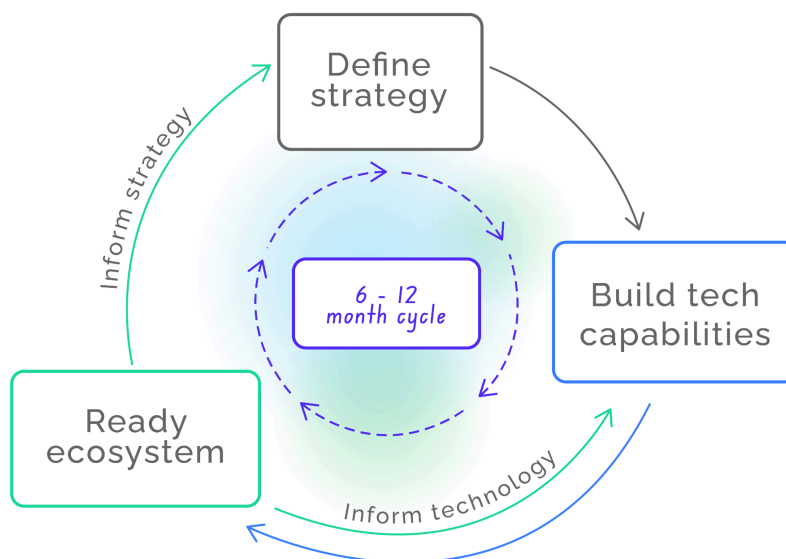 Define
strategy
Inform strategy
6 - 12
month cycle
Build tech
capabilities
Ready
ecosystem
Inform technology